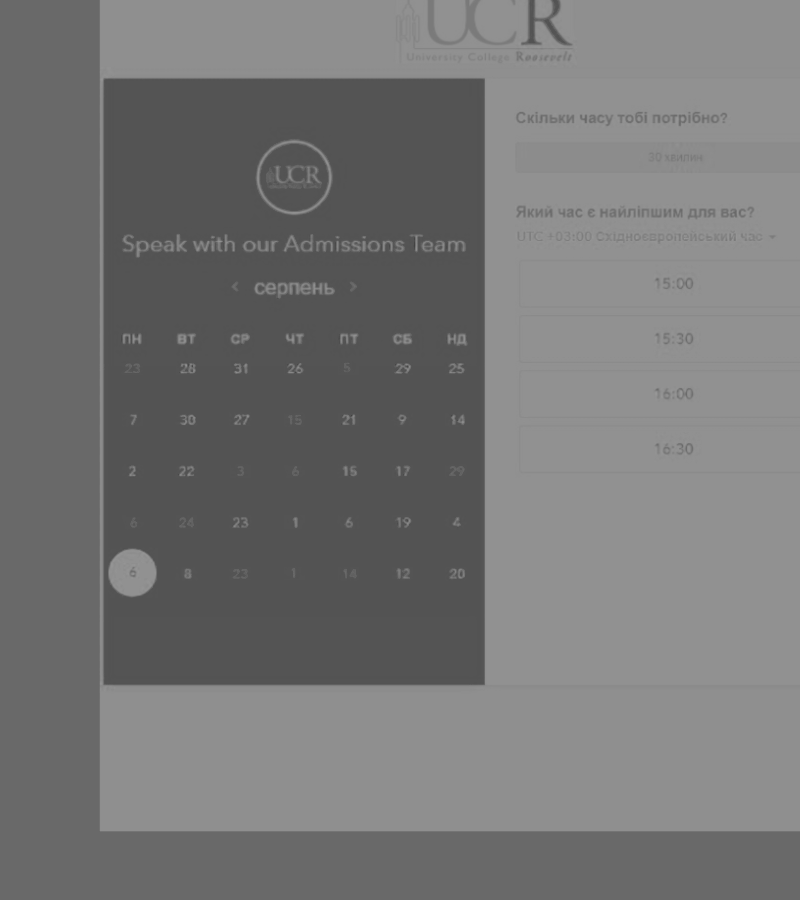 UCR
University College Roosevelt
UCR
Speak with our Admissions Team
‹ серпень ›
ПН ВТ СР ЧТ ПТ СБ НД
23 28 31 26 5 29 25
7 30 27 15 21 9 14
2 22 3 6 15 17 29
6 24 23 1 6 19 4
6 8 23 1 14 12 20
Скільки часу тобі потрібно?
30 хвилин
Який час є найліпшим для вас?
UTC +03:00 Східноєвропейський час
15:00
15:30
16:00
16:30